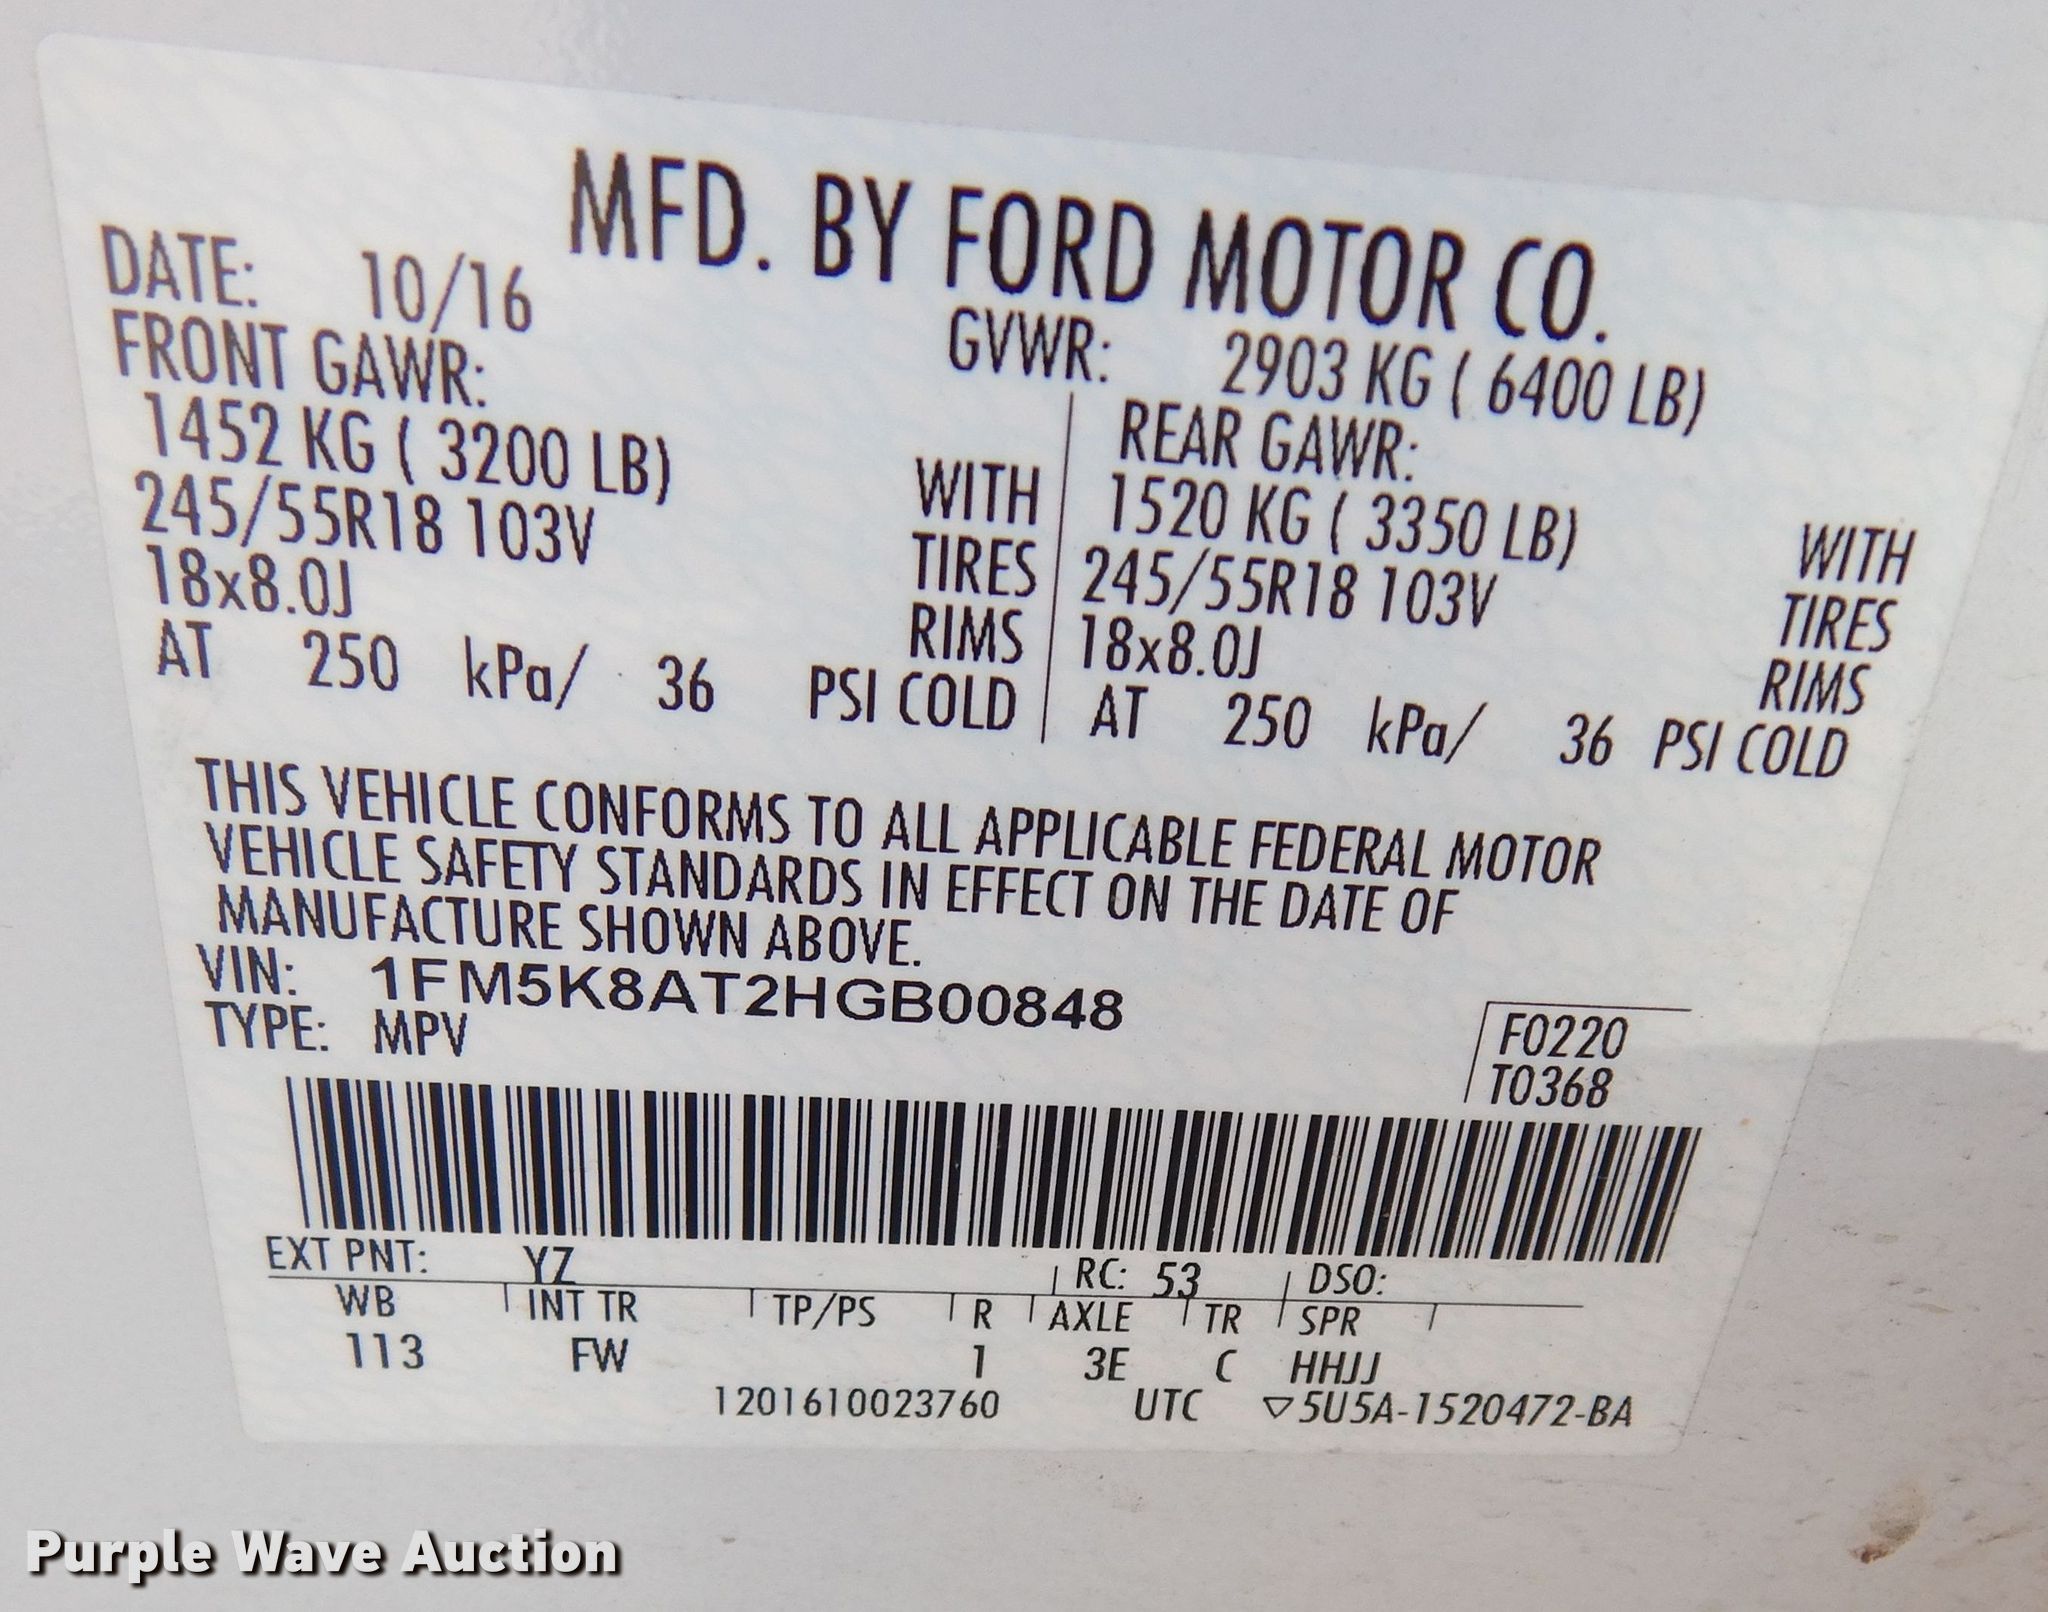 MFD. BY FORD MOTOR CO.
DATE: 10/16 GVWR: 2903 KG ( 6400 LB)
FRONT GAWR: REAR GAWR:
1452 KG ( 3200 LB) WITH 1520 KG ( 3350 LB) WITH
245/55R18 103V TIRES 245/55R18 103V TIRES
18x8.0J RIMS 18x8.0J RIMS
AT 250 kPa/ 36 PSI COLD AT 250 kPa/ 36 PSI COLD
THIS VEHICLE CONFORMS TO ALL APPLICABLE FEDERAL MOTOR
VEHICLE SAFETY STANDARDS IN EFFECT ON THE DATE OF
MANUFACTURE SHOWN ABOVE.
VIN: 1FM5K8AT2HGB00848
TYPE: MPV
F0220
T0368
EXT PNT: YZ RC: 53 DSO:
WB INT TR TP/PS R AXLE TR SPR
113 FW 1 3E C HHJJ
1201610023760 UTC ▽5U5A-1520472-BA
Purple Wave Auction